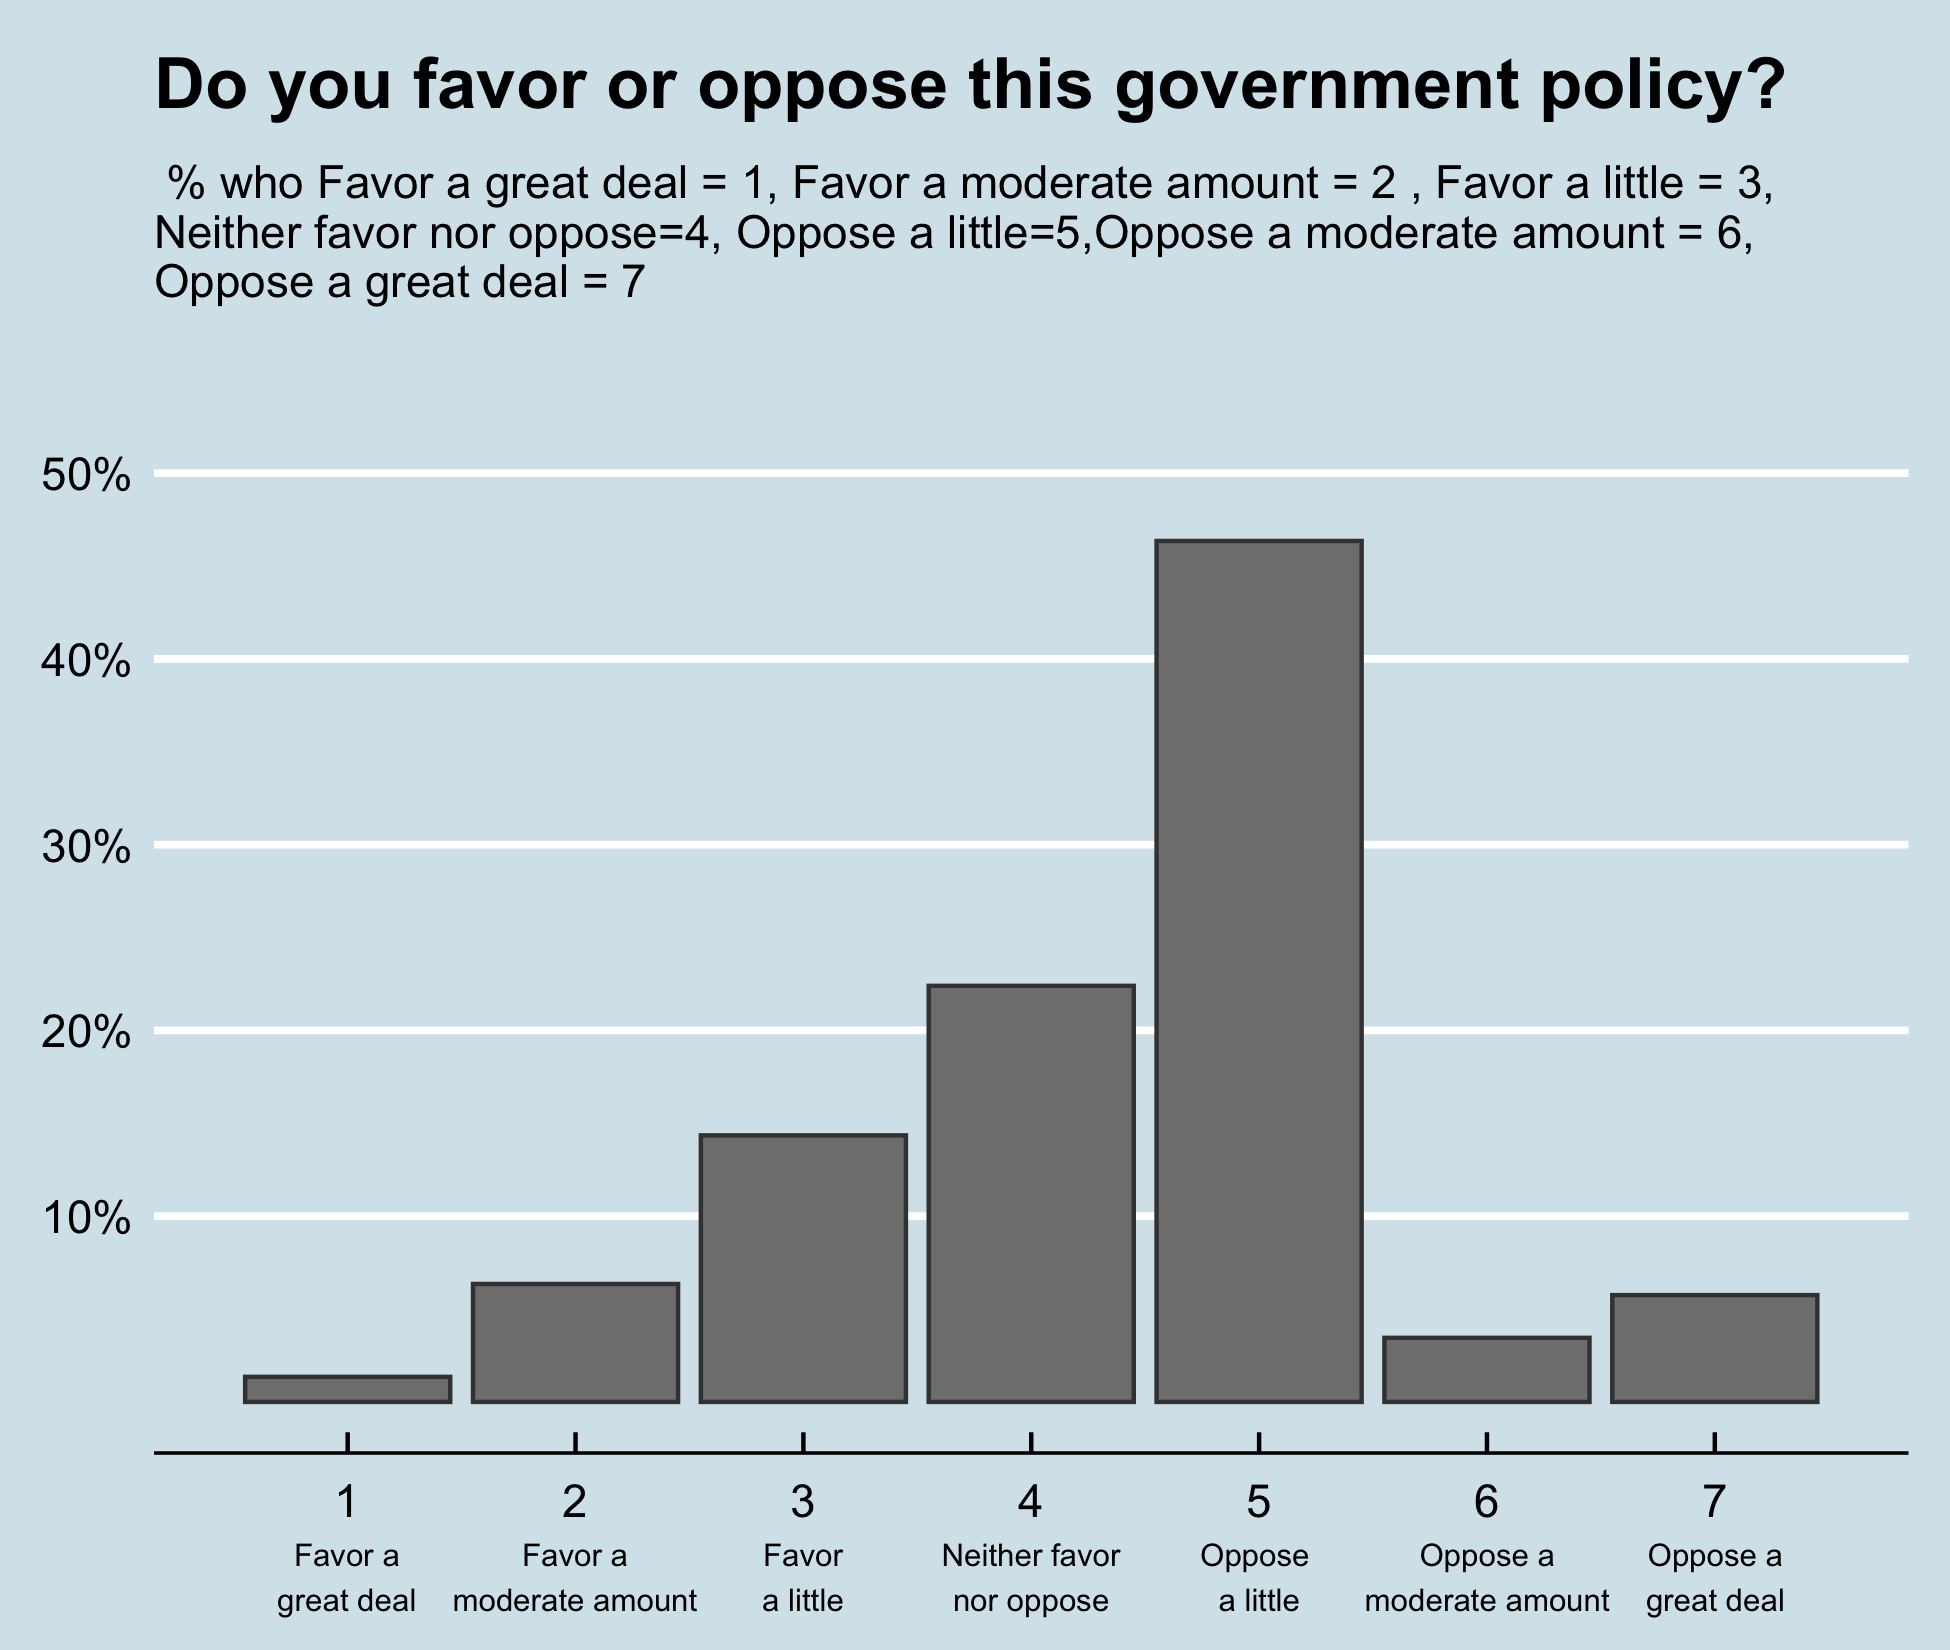 Do you favor or oppose this government policy?
% who Favor a great deal = 1, Favor a moderate amount = 2 , Favor a little = 3,
Neither favor nor oppose=4, Oppose a little=5,Oppose a moderate amount = 6,
Oppose a great deal = 7
50%
40%
30%
20%
10%
1 2 3 4 5 6 7
Favor a Favor a Favor Neither favor Oppose Oppose a Oppose a
great deal moderate amount a little nor oppose a little moderate amount great deal